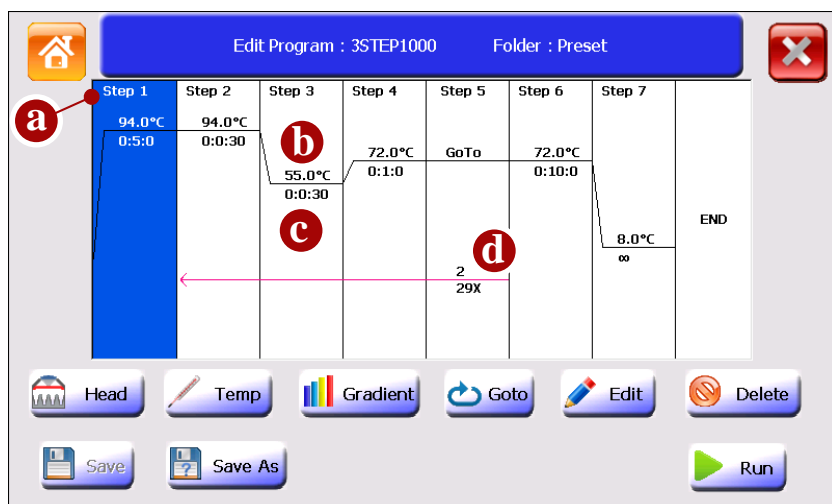 Edit Program : 3STEP1000 Folder : Preset
Step 1 Step 2 Step 3 Step 4 Step 5 Step 6 Step 7
a
94.0°C 94.0°C
0:5:0 0:0:30
b
72.0°C GoTo 72.0°C
55.0°C 0:1:0 0:10:0
0:0:30
c
END
d
8.0°C
∞
2
29X
Head Temp Gradient Goto Edit Delete
Save ? Save As Run